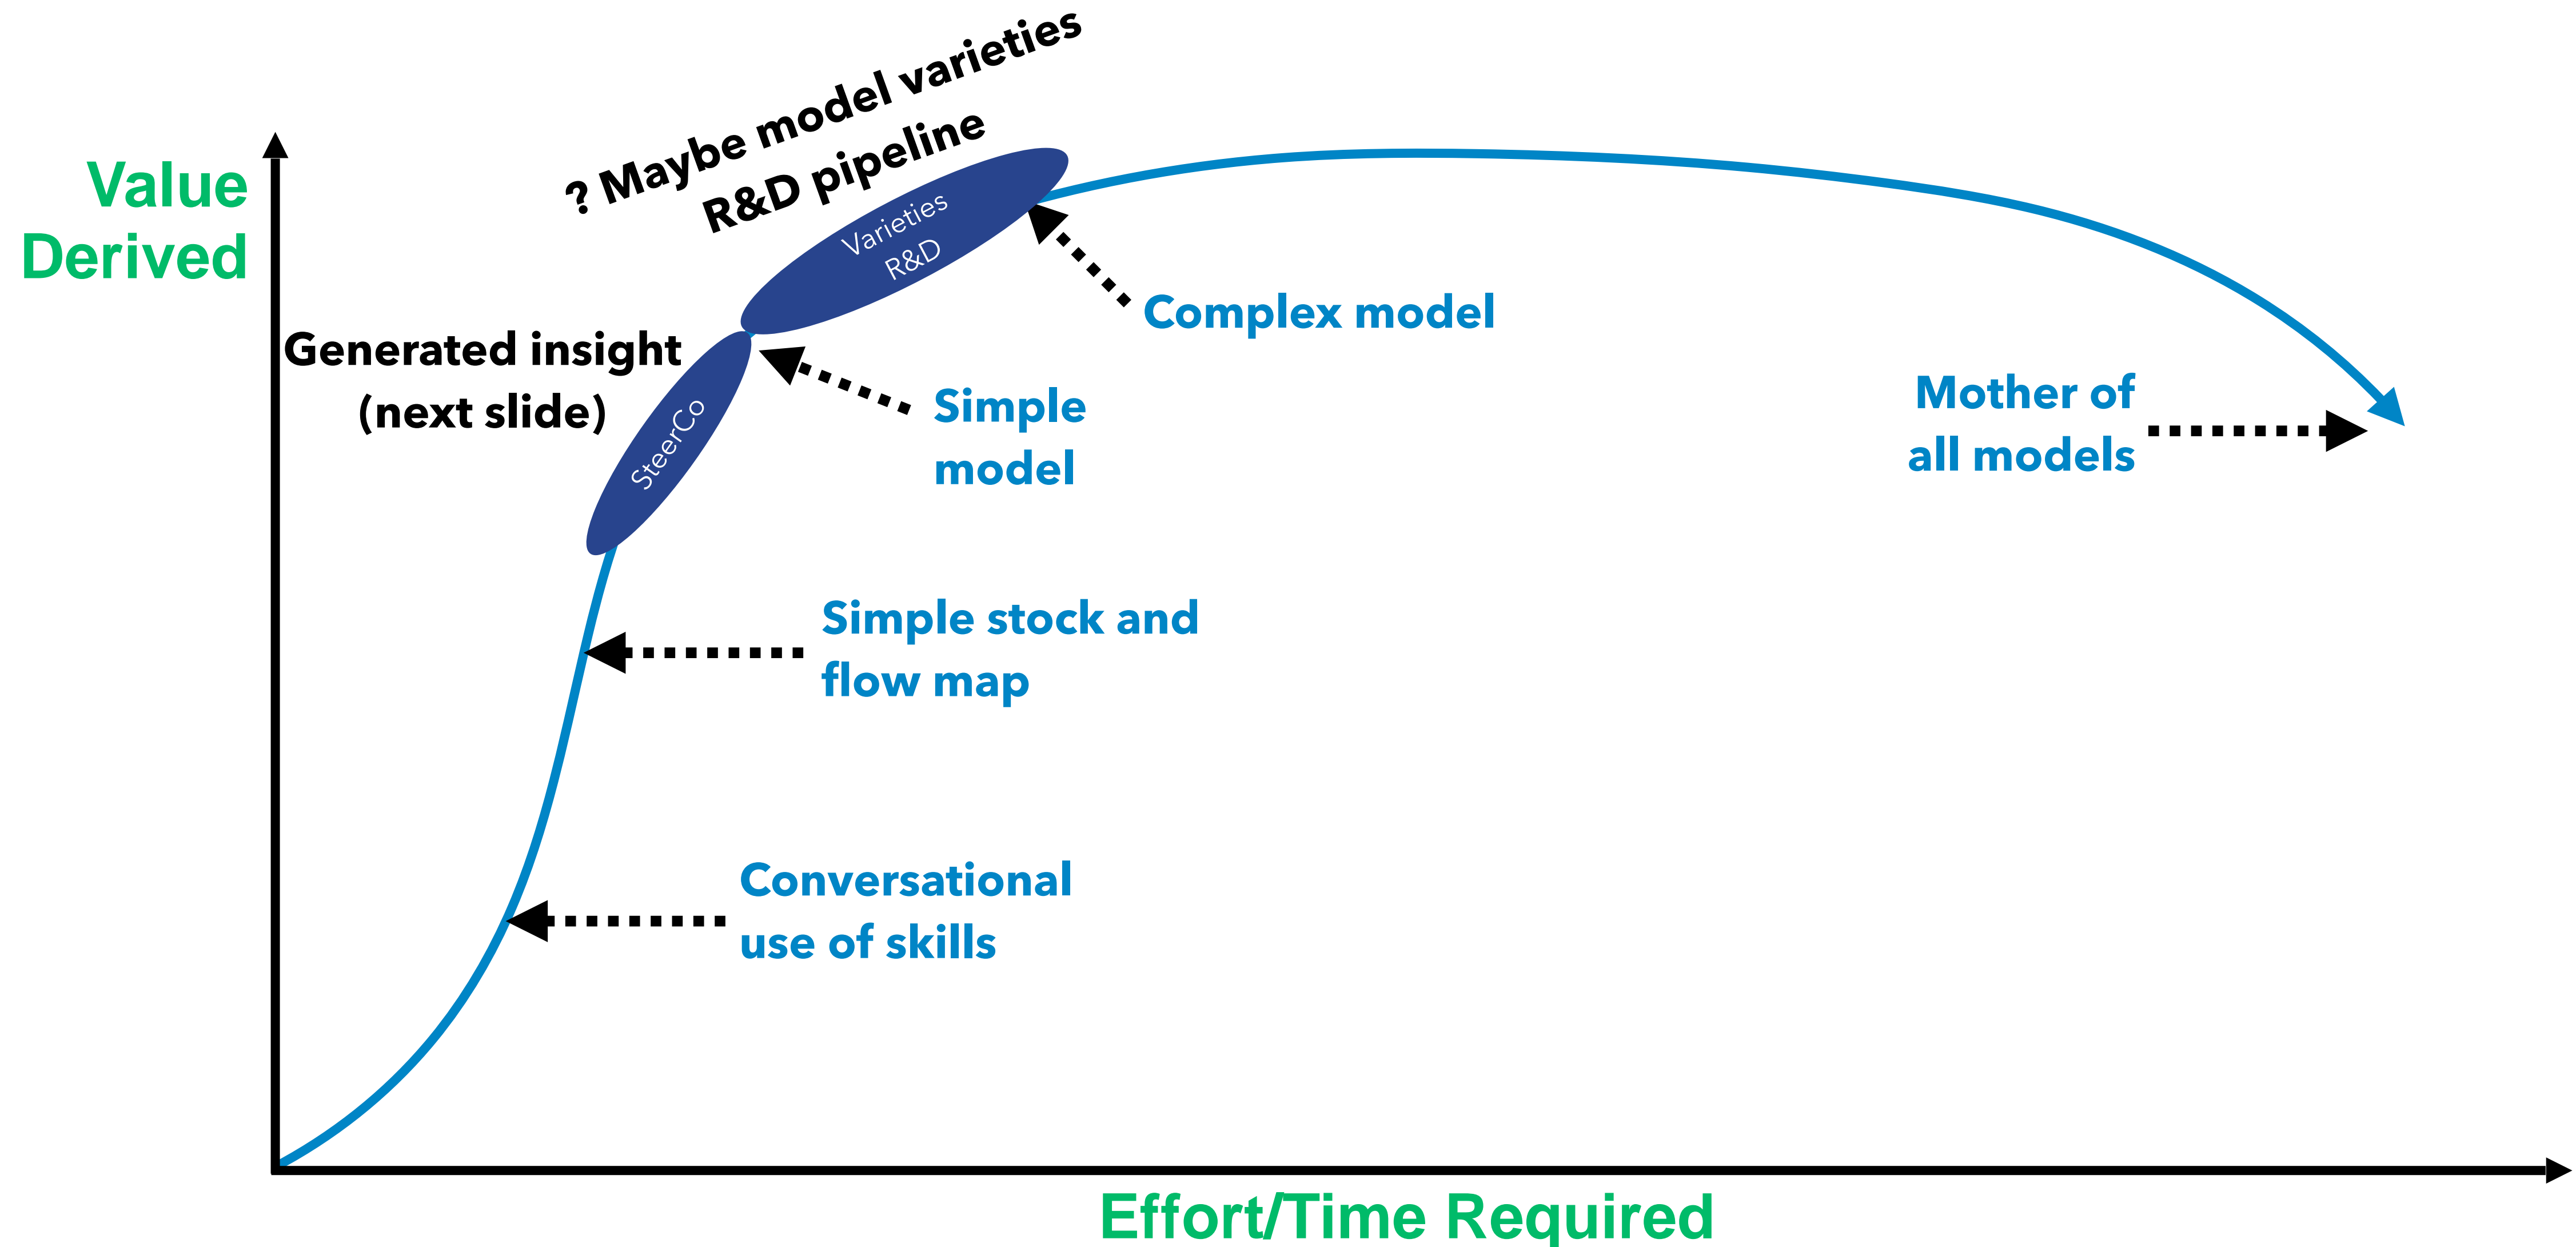 ? Maybe model varieties
R&D pipeline
Value
Derived
Varieties
R&D
Complex model
Generated insight
(next slide)
SteerCo
Simple
model
Mother of
all models
Simple stock and
flow map
Conversational
use of skills
Effort/Time Required